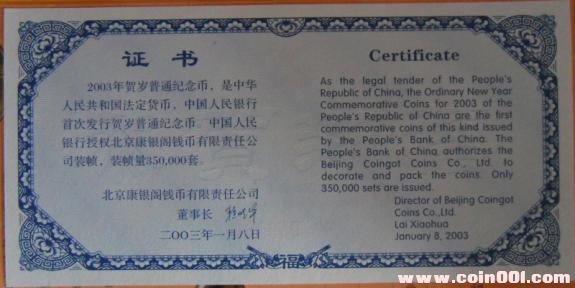 证书
2003年贺岁普通纪念币，是中华
人民共和国法定货币，中国人民银行
首次发行贺岁普通纪念币。中国人民
银行授权北京康银阁钱币有限责任公
司装帧，装帧量350,000套。
北京康银阁钱币有限责任公司
董事长
二〇〇三年一月八日
Certificate
As the legal tender of the People's
Republic of China, the Ordinary New Year
Commemorative Coins for 2003 of the
People's Republic of China are the first
commemorative coins of this kind issued
by the People's Bank of China. The
People's Bank of China authorizes the
Beijing Coingot Coins Co., Ltd. to
decorate and pack the coins. Only
350,000 sets are issued.
Director of Beijing Coingot
Coins Co.,Ltd.
Lai Xiaohua
January 8, 2003
福
www.coin001.com